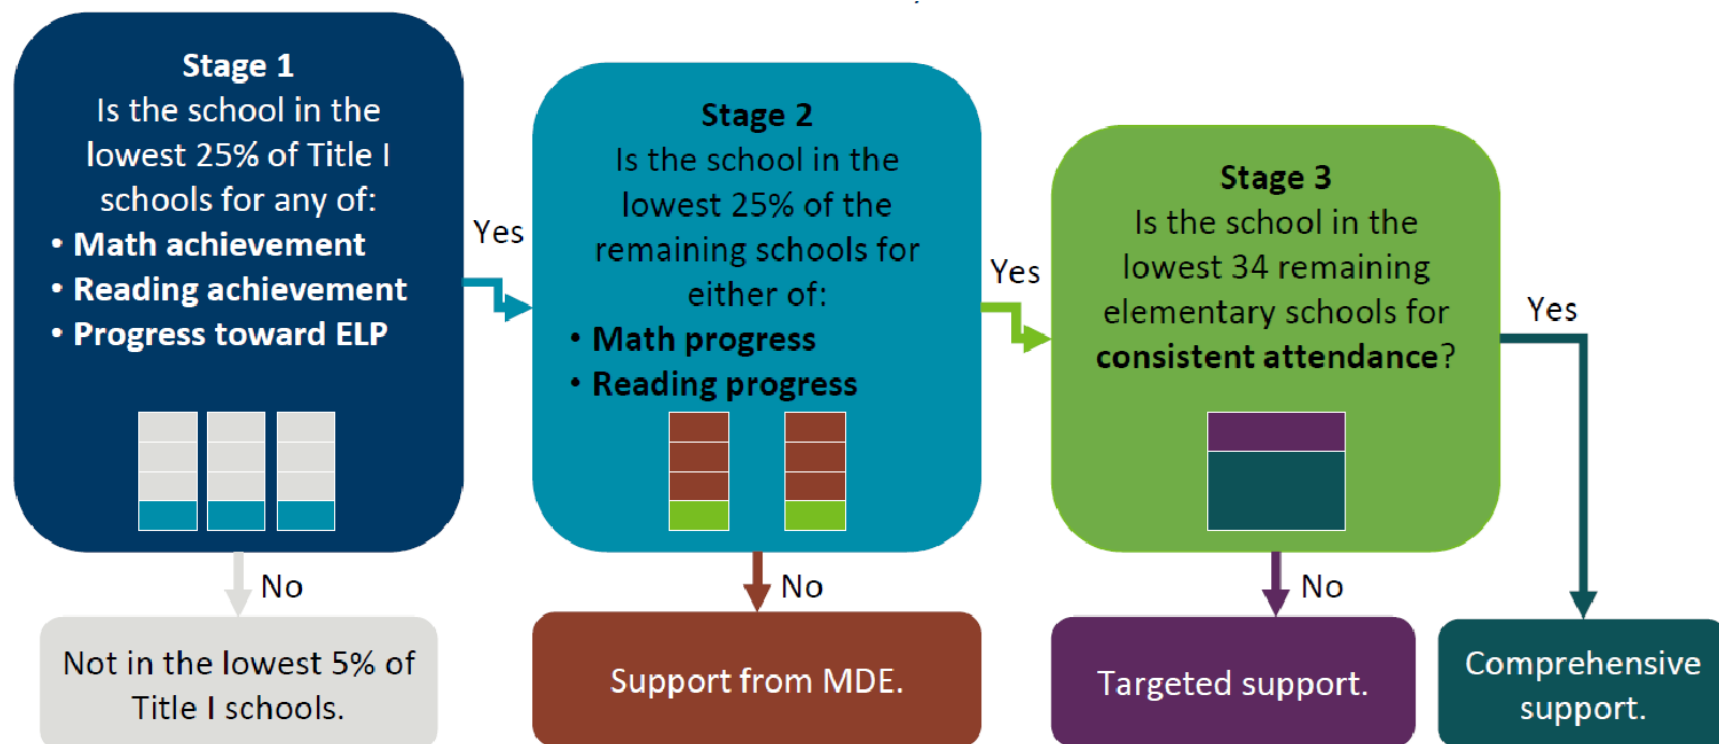 Stage 1
Is the school in the
lowest 25% of Title I
schools for any of:
• Math achievement
• Reading achievement
• Progress toward ELP
Yes
No
Not in the lowest 5% of
Title I schools.
Stage 2
Is the school in the
lowest 25% of the
remaining schools for
either of:
• Math progress
• Reading progress
Yes
No
Support from MDE.
Stage 3
Is the school in the
lowest 34 remaining
elementary schools for
consistent attendance?
Yes
No
Targeted support.
Comprehensive
support.